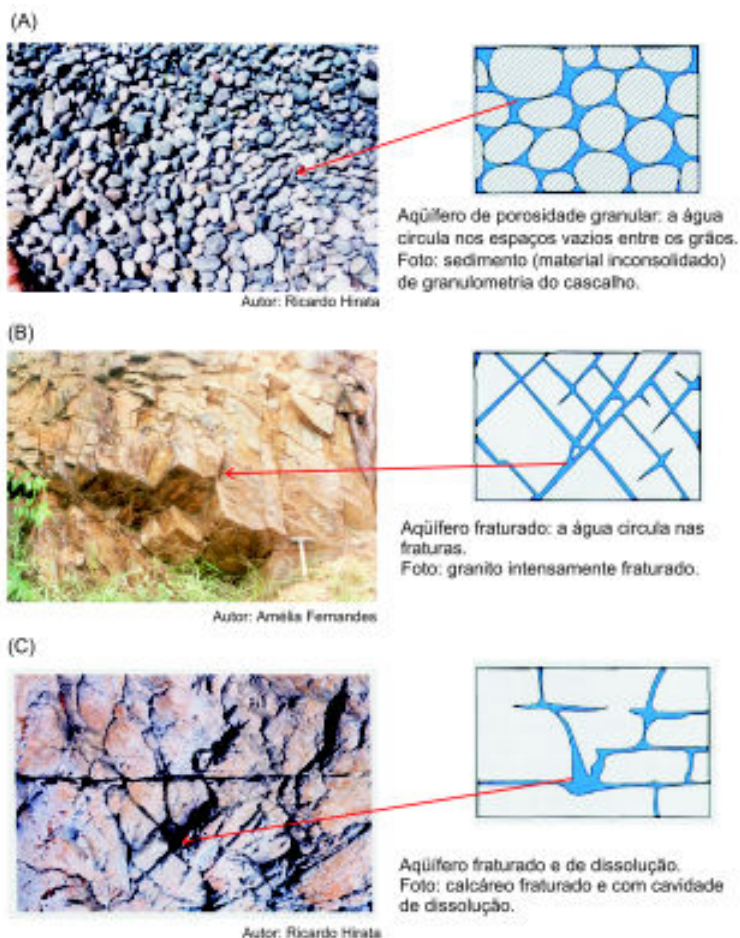 (A)
Aqüífero de porosidade granular: a água
circula nos espaços vazios entre os grãos.
Foto: sedimento (material inconsolidado)
de granulometria do cascalho.
Autor: Ricardo Hirata
(B)
Aqüífero fraturado: a água circula nas
fraturas.
Foto: granito intensamente fraturado.
Autor: Amélia Fernandes
(C)
Aqüífero fraturado e de dissolução.
Foto: calcáreo fraturado e com cavidade
de dissolução.
Autor: Ricardo Hirata